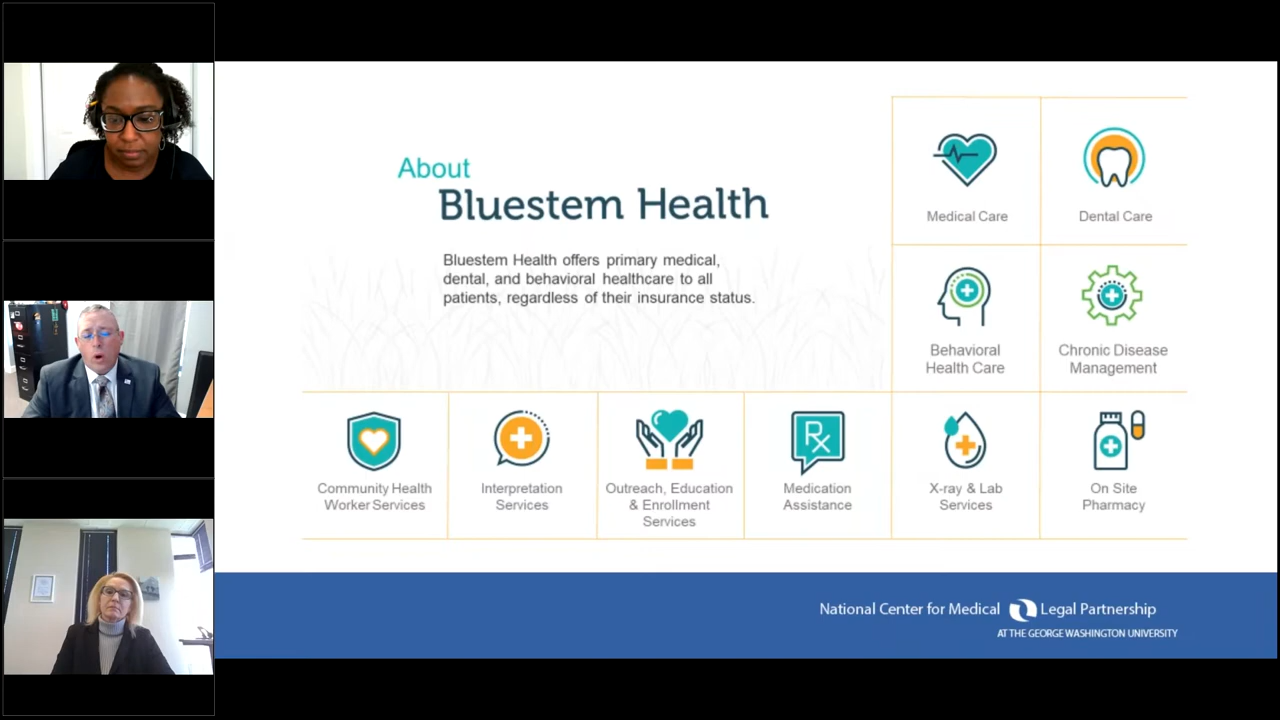 About
Bluestem Health
Bluestem Health offers primary medical,
dental, and behavioral healthcare to all
patients, regardless of their insurance status.
Medical Care
Dental Care
Behavioral
Health Care
Chronic Disease
Management
Community Health
Worker Services
Interpretation
Services
Outreach, Education
& Enrollment
Services
Rx
Medication
Assistance
X-ray & Lab
Services
On Site
Pharmacy
National Center for Medical Legal Partnership
AT THE GEORGE WASHINGTON UNIVERSITY